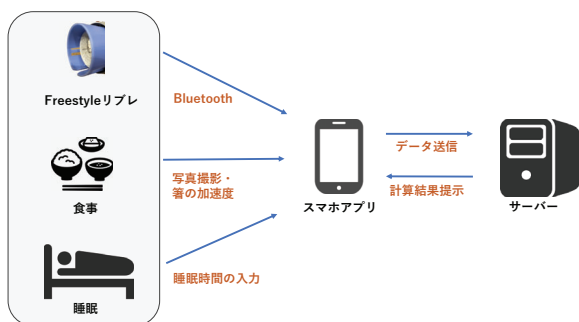 Freestyleリブレ
Bluetooth
食事
写真撮影・
箸の加速度
睡眠
睡眠時間の入力
スマホアプリ
データ送信
計算結果提示
サーバー